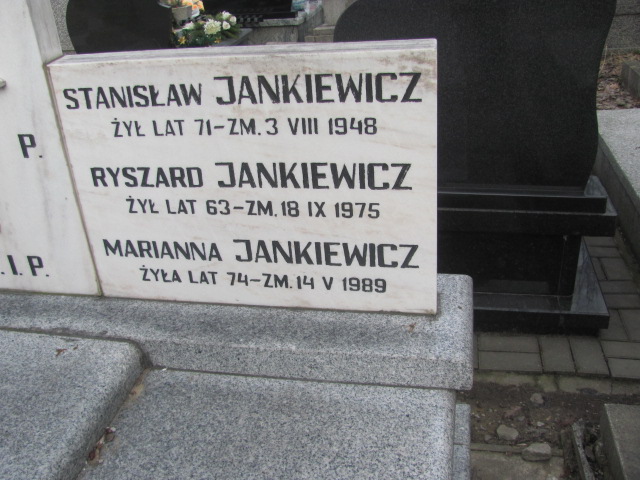 STANISŁAW JANKIEWICZ
ŻYŁ LAT 71-ZM. 3 VIII 1948
RYSZARD JANKIEWICZ
ŻYŁ LAT 63-ZM. 18 IX 1975
MARIANNA JANKIEWICZ
ŻYŁA LAT 74-ZM. 14 V 1989
P.
.I.P.